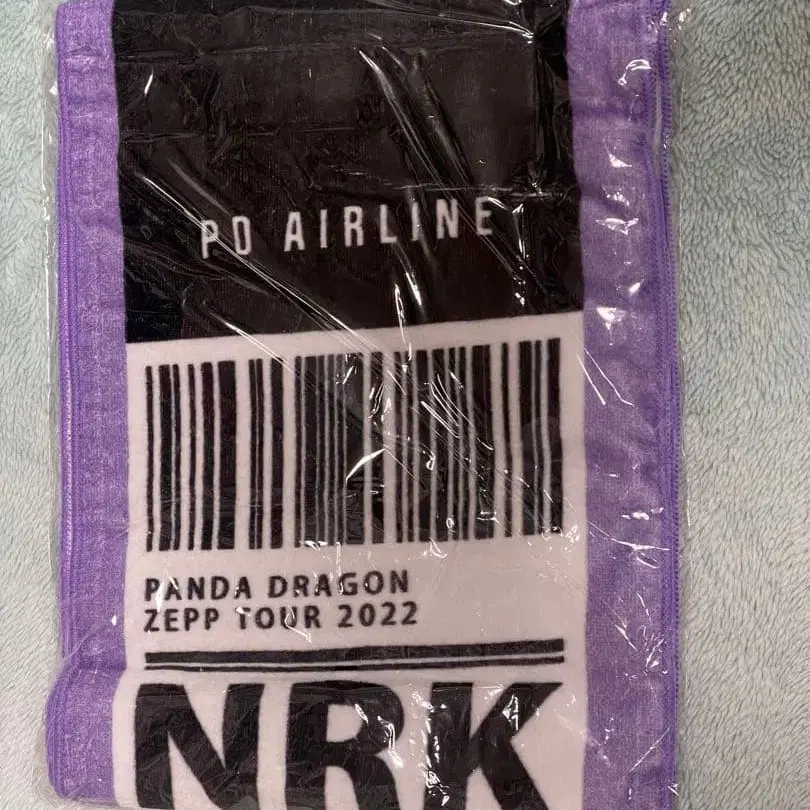 PD AIRLINE
PANDA DRAGON
ZEPP TOUR 2022
NRK